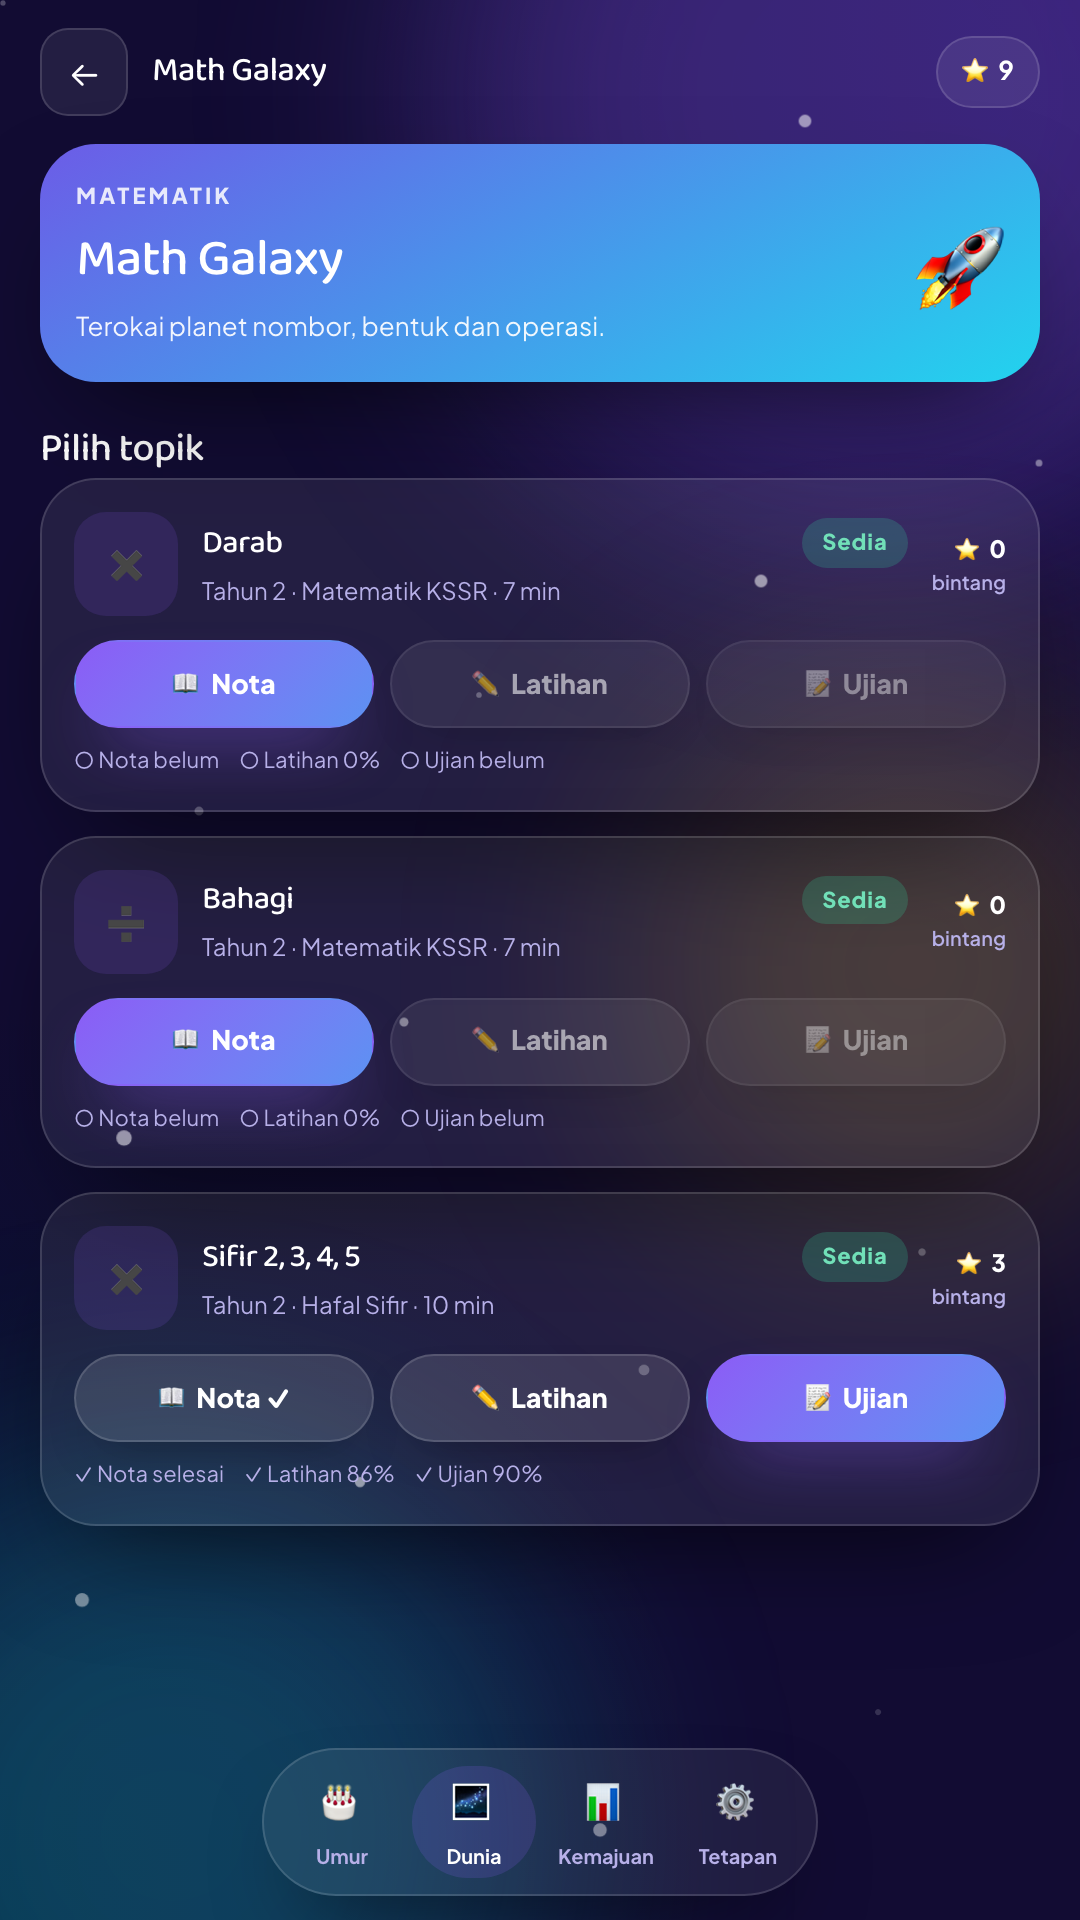 Math Galaxy
9
MATEMATIK
Math Galaxy
Terokai planet nombor, bentuk dan operasi.
Pilih topik
Darab
Tahun 2 · Matematik KSSR · 7 min
Sedia
0
bintang
Nota
Latihan
Ujian
Nota belum
Latihan 0%
Ujian belum
Bahagi
Tahun 2 · Matematik KSSR · 7 min
Sedia
0
bintang
Nota
Latihan
Ujian
Nota belum
Latihan 0%
Ujian belum
Sifir 2, 3, 4, 5
Tahun 2 · Hafal Sifir · 10 min
Sedia
3
bintang
Nota ✓
Latihan
Ujian
✓ Nota selesai
✓ Latihan 86%
✓ Ujian 90%
Umur
Dunia
Kemajuan
Tetapan